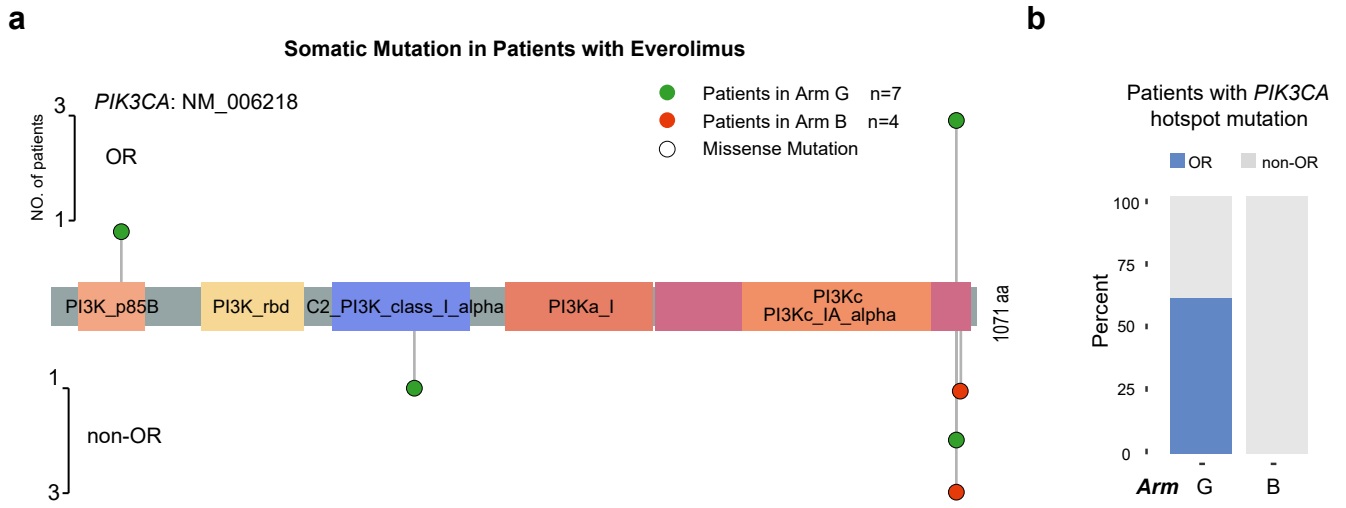 a
Somatic Mutation in Patients with Everolimus
PIK3CA: NM_006218
Patients in Arm G n=7
Patients in Arm B n=4
Missense Mutation
3
NO. of patients
1
OR
PI3K_p85B
PI3K_rbd
C2_PI3K_class_I_alpha
PI3Ka_I
PI3Kc
PI3Kc_IA_alpha
1071 aa
1
non-OR
3
b
Patients with PIK3CA
hotspot mutation
OR
non-OR
Percent
100
75
50
25
0
Arm G B